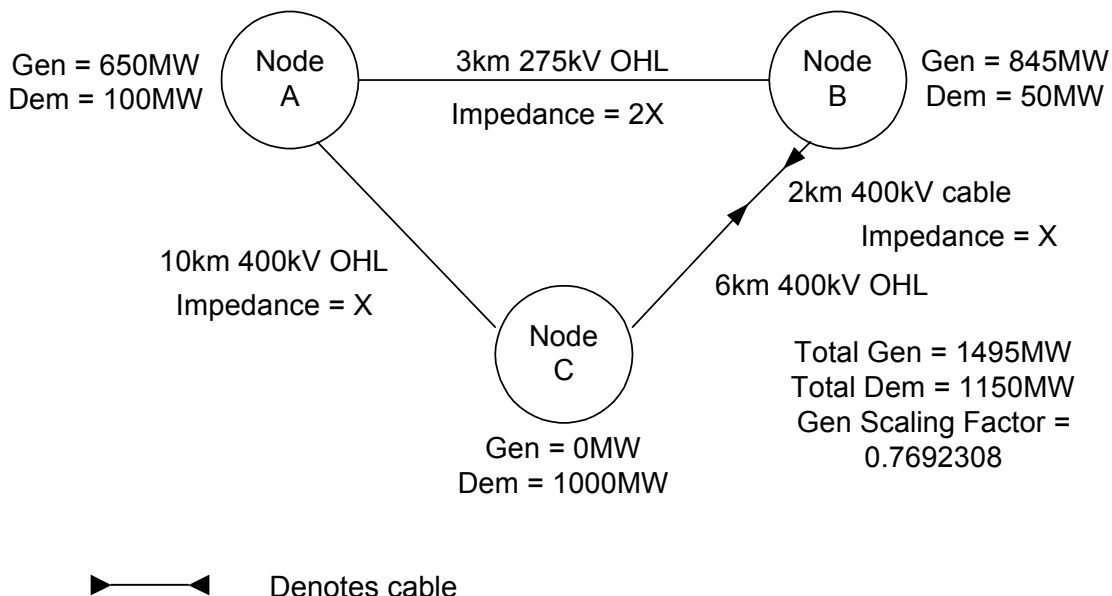 Gen = 650MW
Dem = 100MW
Node
A
3km 275kV OHL
Impedance = 2X
Node
B
Gen = 845MW
Dem = 50MW
2km 400kV cable
Impedance = X
10km 400kV OHL
Impedance = X
6km 400kV OHL
Node
C
Gen = 0MW
Dem = 1000MW
Total Gen = 1495MW
Total Dem = 1150MW
Gen Scaling Factor =
0.7692308
Denotes cable